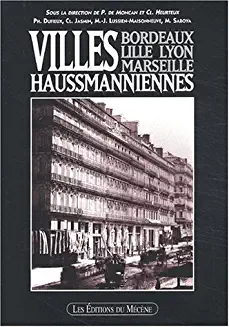 SOUS LA DIRECTION DE P. DE MONCAN ET CL. HEURTEUX
PH. DUFIEUX, CL. JASMIN, M.-J. LUSSIEN-MAISONNEUVE, M. SABOYA
VILLES
BORDEAUX
LILLE LYON
MARSEILLE
HAUSSMANNIENNES
LES ÉDITIONS DU MÉCÈNE